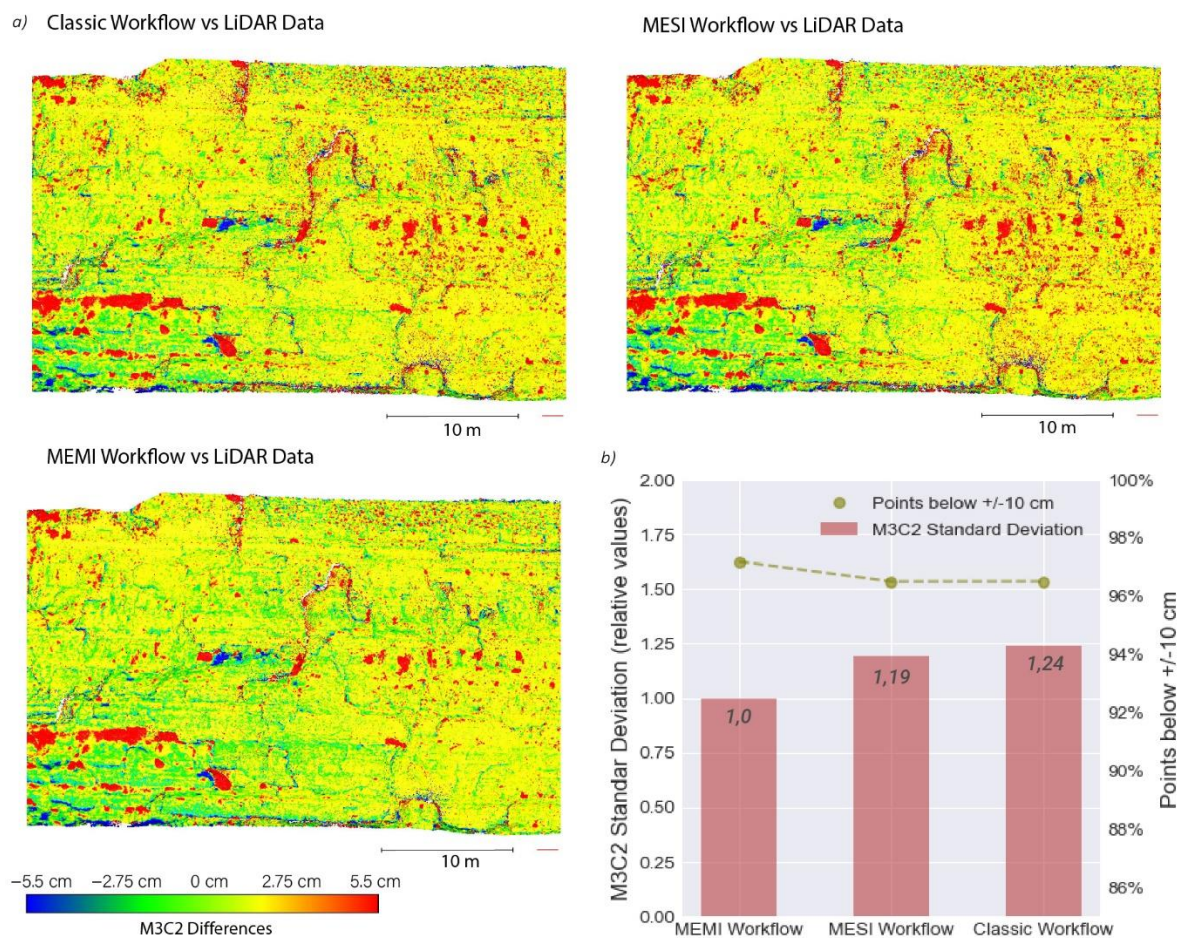 a) Classic Workflow vs LiDAR Data
MESI Workflow vs LiDAR Data
10 m
10 m
MEMI Workflow vs LiDAR Data
10 m
−5.5 cm −2.75 cm 0 cm 2.75 cm 5.5 cm
M3C2 Differences
b)
M3C2 Standar Deviation (relative values)
2.00
1.75
1.50
1.25
1.00
0.75
0.50
0.25
0.00
Points below +/-10 cm
M3C2 Standard Deviation
1,0
1,19
1,24
MEMI Workflow MESI Workflow Classic Workflow
100%
98%
96%
94%
92%
90%
88%
86%
Points below +/-10 cm